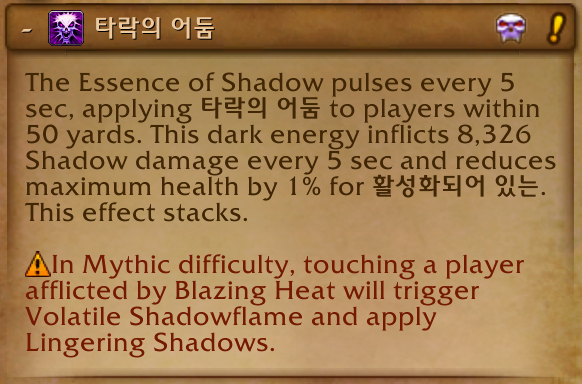 - 타락의 어둠
The Essence of Shadow pulses every 5
sec, applying 타락의 어둠 to players within
50 yards. This dark energy inflicts 8,326
Shadow damage every 5 sec and reduces
maximum health by 1% for 활성화되어 있는.
This effect stacks.
In Mythic difficulty, touching a player
afflicted by Blazing Heat will trigger
Volatile Shadowflame and apply
Lingering Shadows.